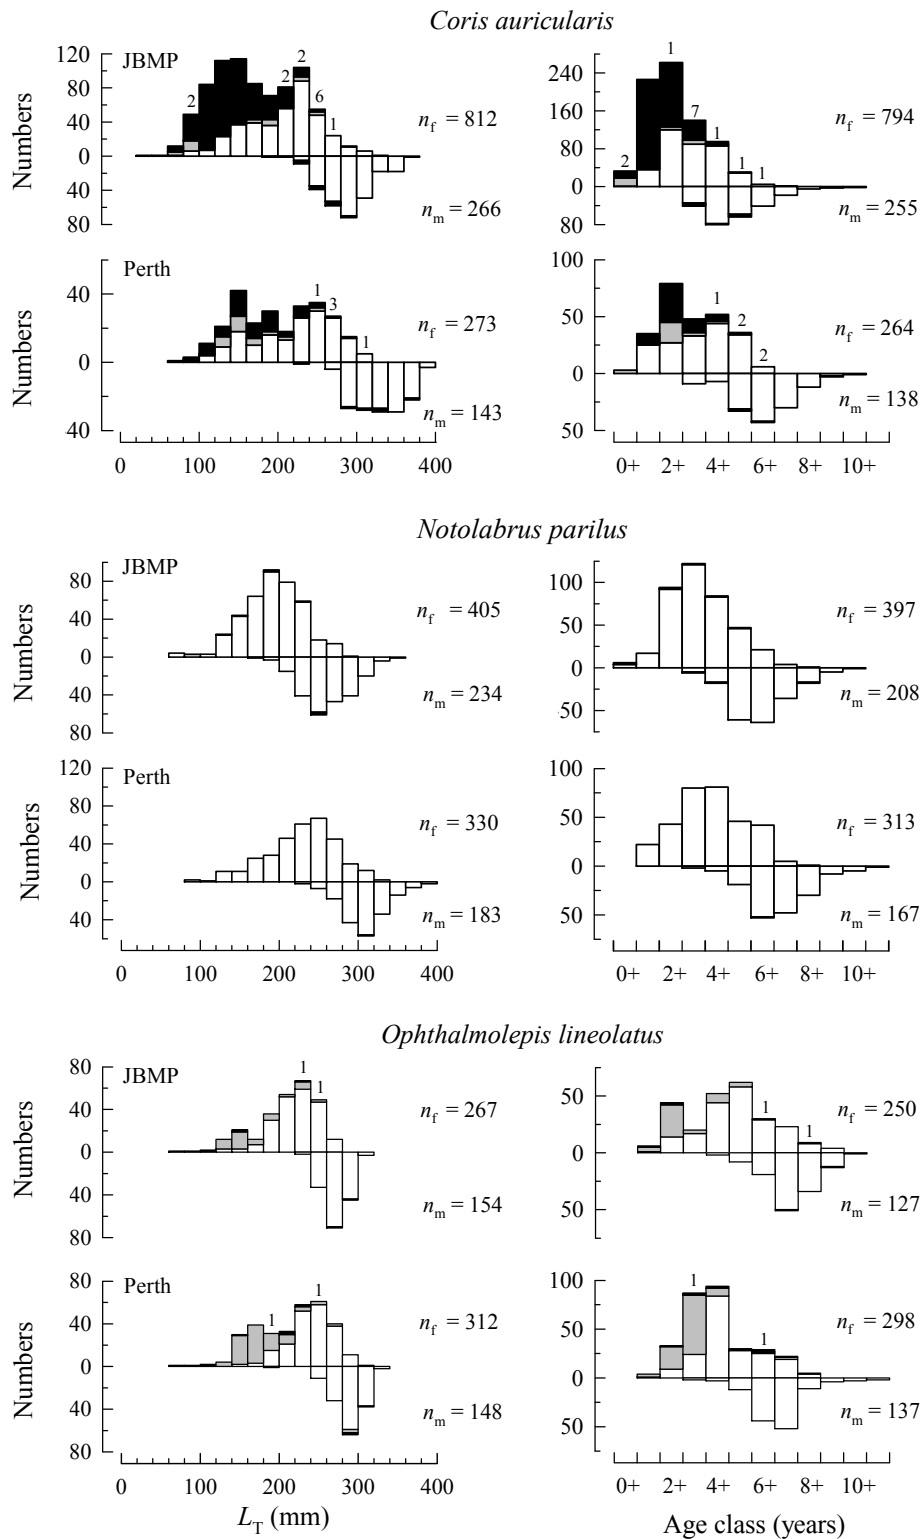 Coris auricularis
JBMP
Numbers
120
80
40
0
40
80
2
2
2
6
1
n_f = 812
n_m = 266
240
160
80
0
80
2
1
7
1
1
1
n_f = 794
n_m = 255
Perth
Numbers
40
0
40
1
3
1
n_f = 273
n_m = 143
0
100
200
300
400
100
50
0
50
1
2
2
n_f = 264
n_m = 138
0+
2+
4+
6+
8+
10+
Notolabrus parilus
JBMP
Numbers
80
40
0
40
80
n_f = 405
n_m = 234
100
50
0
50
n_f = 397
n_m = 208
Perth
Numbers
120
80
40
0
40
n_f = 330
n_m = 183
0
100
200
300
400
100
50
0
50
n_f = 313
n_m = 167
0+
2+
4+
6+
8+
10+
Ophthalmolepis lineolatus
JBMP
Numbers
80
40
0
40
80
1
1
n_f = 267
n_m = 154
50
0
50
1
1
n_f = 250
n_m = 127
Perth
Numbers
80
40
0
40
80
1
1
n_f = 312
n_m = 148
0
100
200
300
400
L_T (mm)
100
50
0
50
1
1
n_f = 298
n_m = 137
0+
2+
4+
6+
8+
10+
Age class (years)